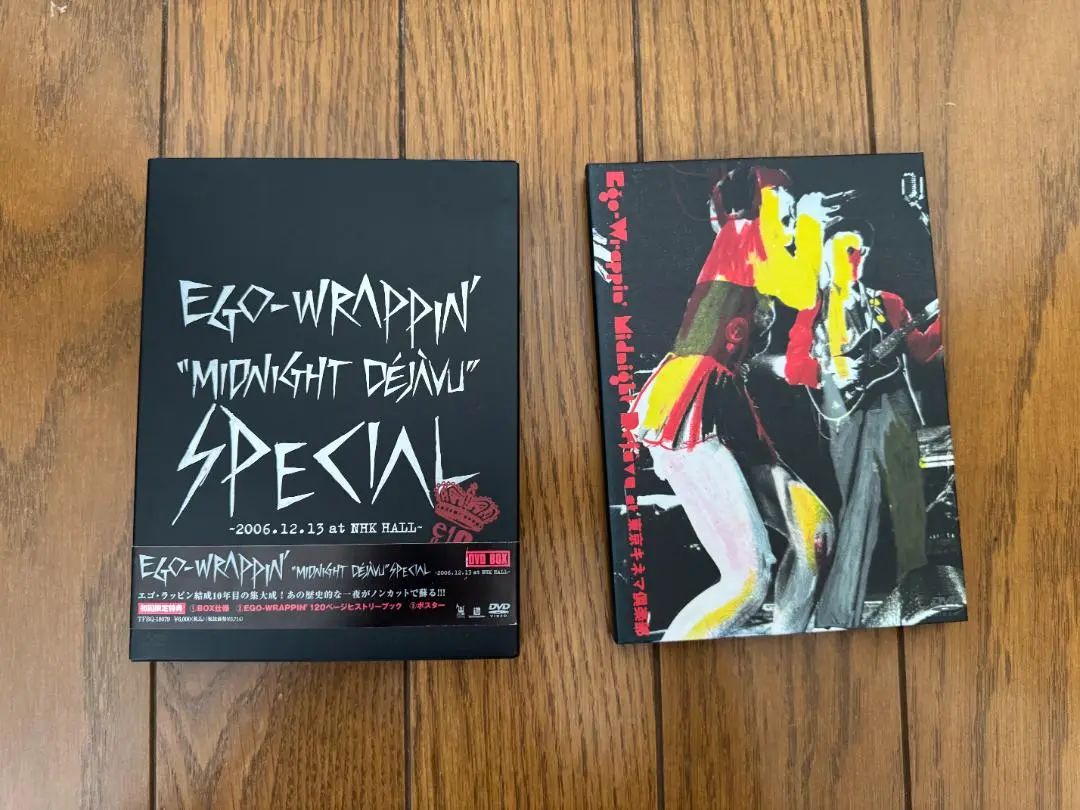 EGO-WRAPPIN'
"MIDNIGHT DÉJÀVU"
SPECIAL
~2006.12.13 at NHK HALL~
EGO-WRAPPIN' "MIDNIGHT DÉJÀVU" SPECIAL ~2006.12.13 at NHK HALL~
DVD BOX
エゴ・ラッピン結成10年目の集大成!あの歴史的な一夜がノンカットで蘇る!!!
初回限定特典 ①BOX仕様 ②EGO-WRAPPIN' 120ページヒストリーブック ③ポスター
DVD
VIDEO
Ego-Wrappin' Midnight Dejavu at 東京キネマ倶楽部